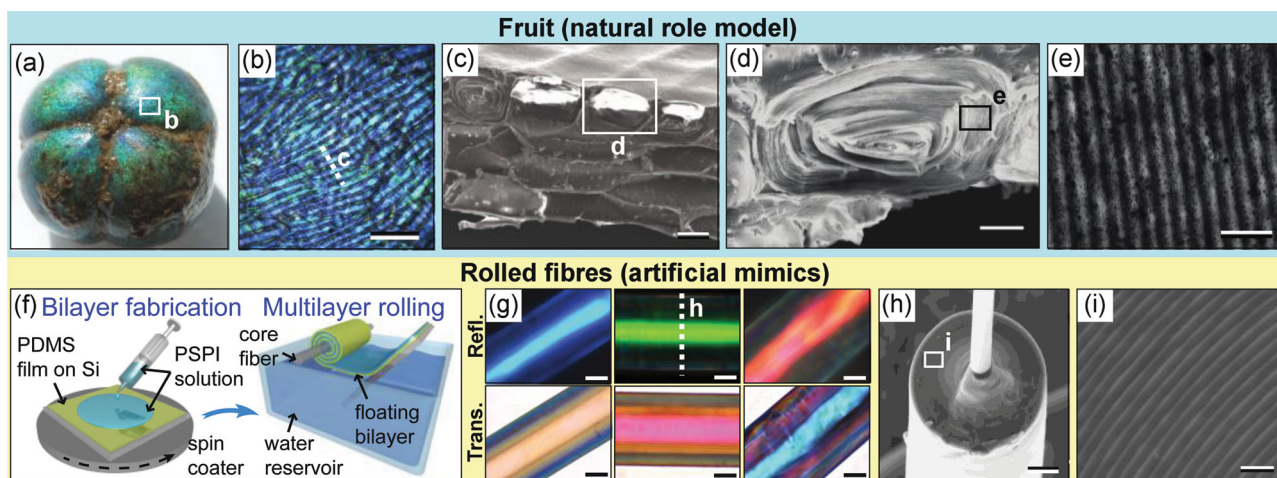 Fruit (natural role model)
(a)
b
(b)
c
(c)
d
(d)
e
(e)
Rolled fibres (artificial mimics)
(f)
Bilayer fabrication
Multilayer rolling
PDMS
film on Si
PSPI
solution
spin
coater
core
fiber
floating
bilayer
water
reservoir
(g)
Refl.
Trans.
h
(h)
i
(i)